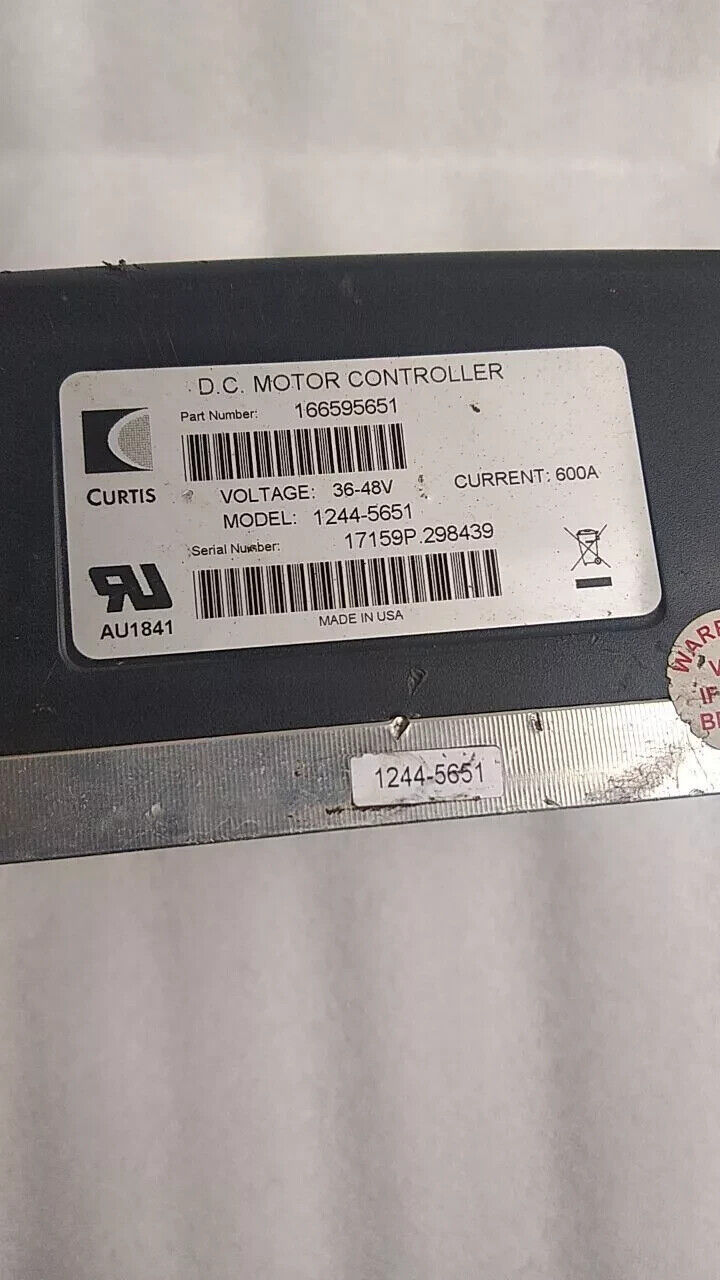 D.C. MOTOR CONTROLLER
Part Number: 166595651
CURTIS
VOLTAGE: 36-48V CURRENT: 600A
MODEL: 1244-5651
Serial Number: 17159P.298439
AU1841
MADE IN USA
1244-5651
IF